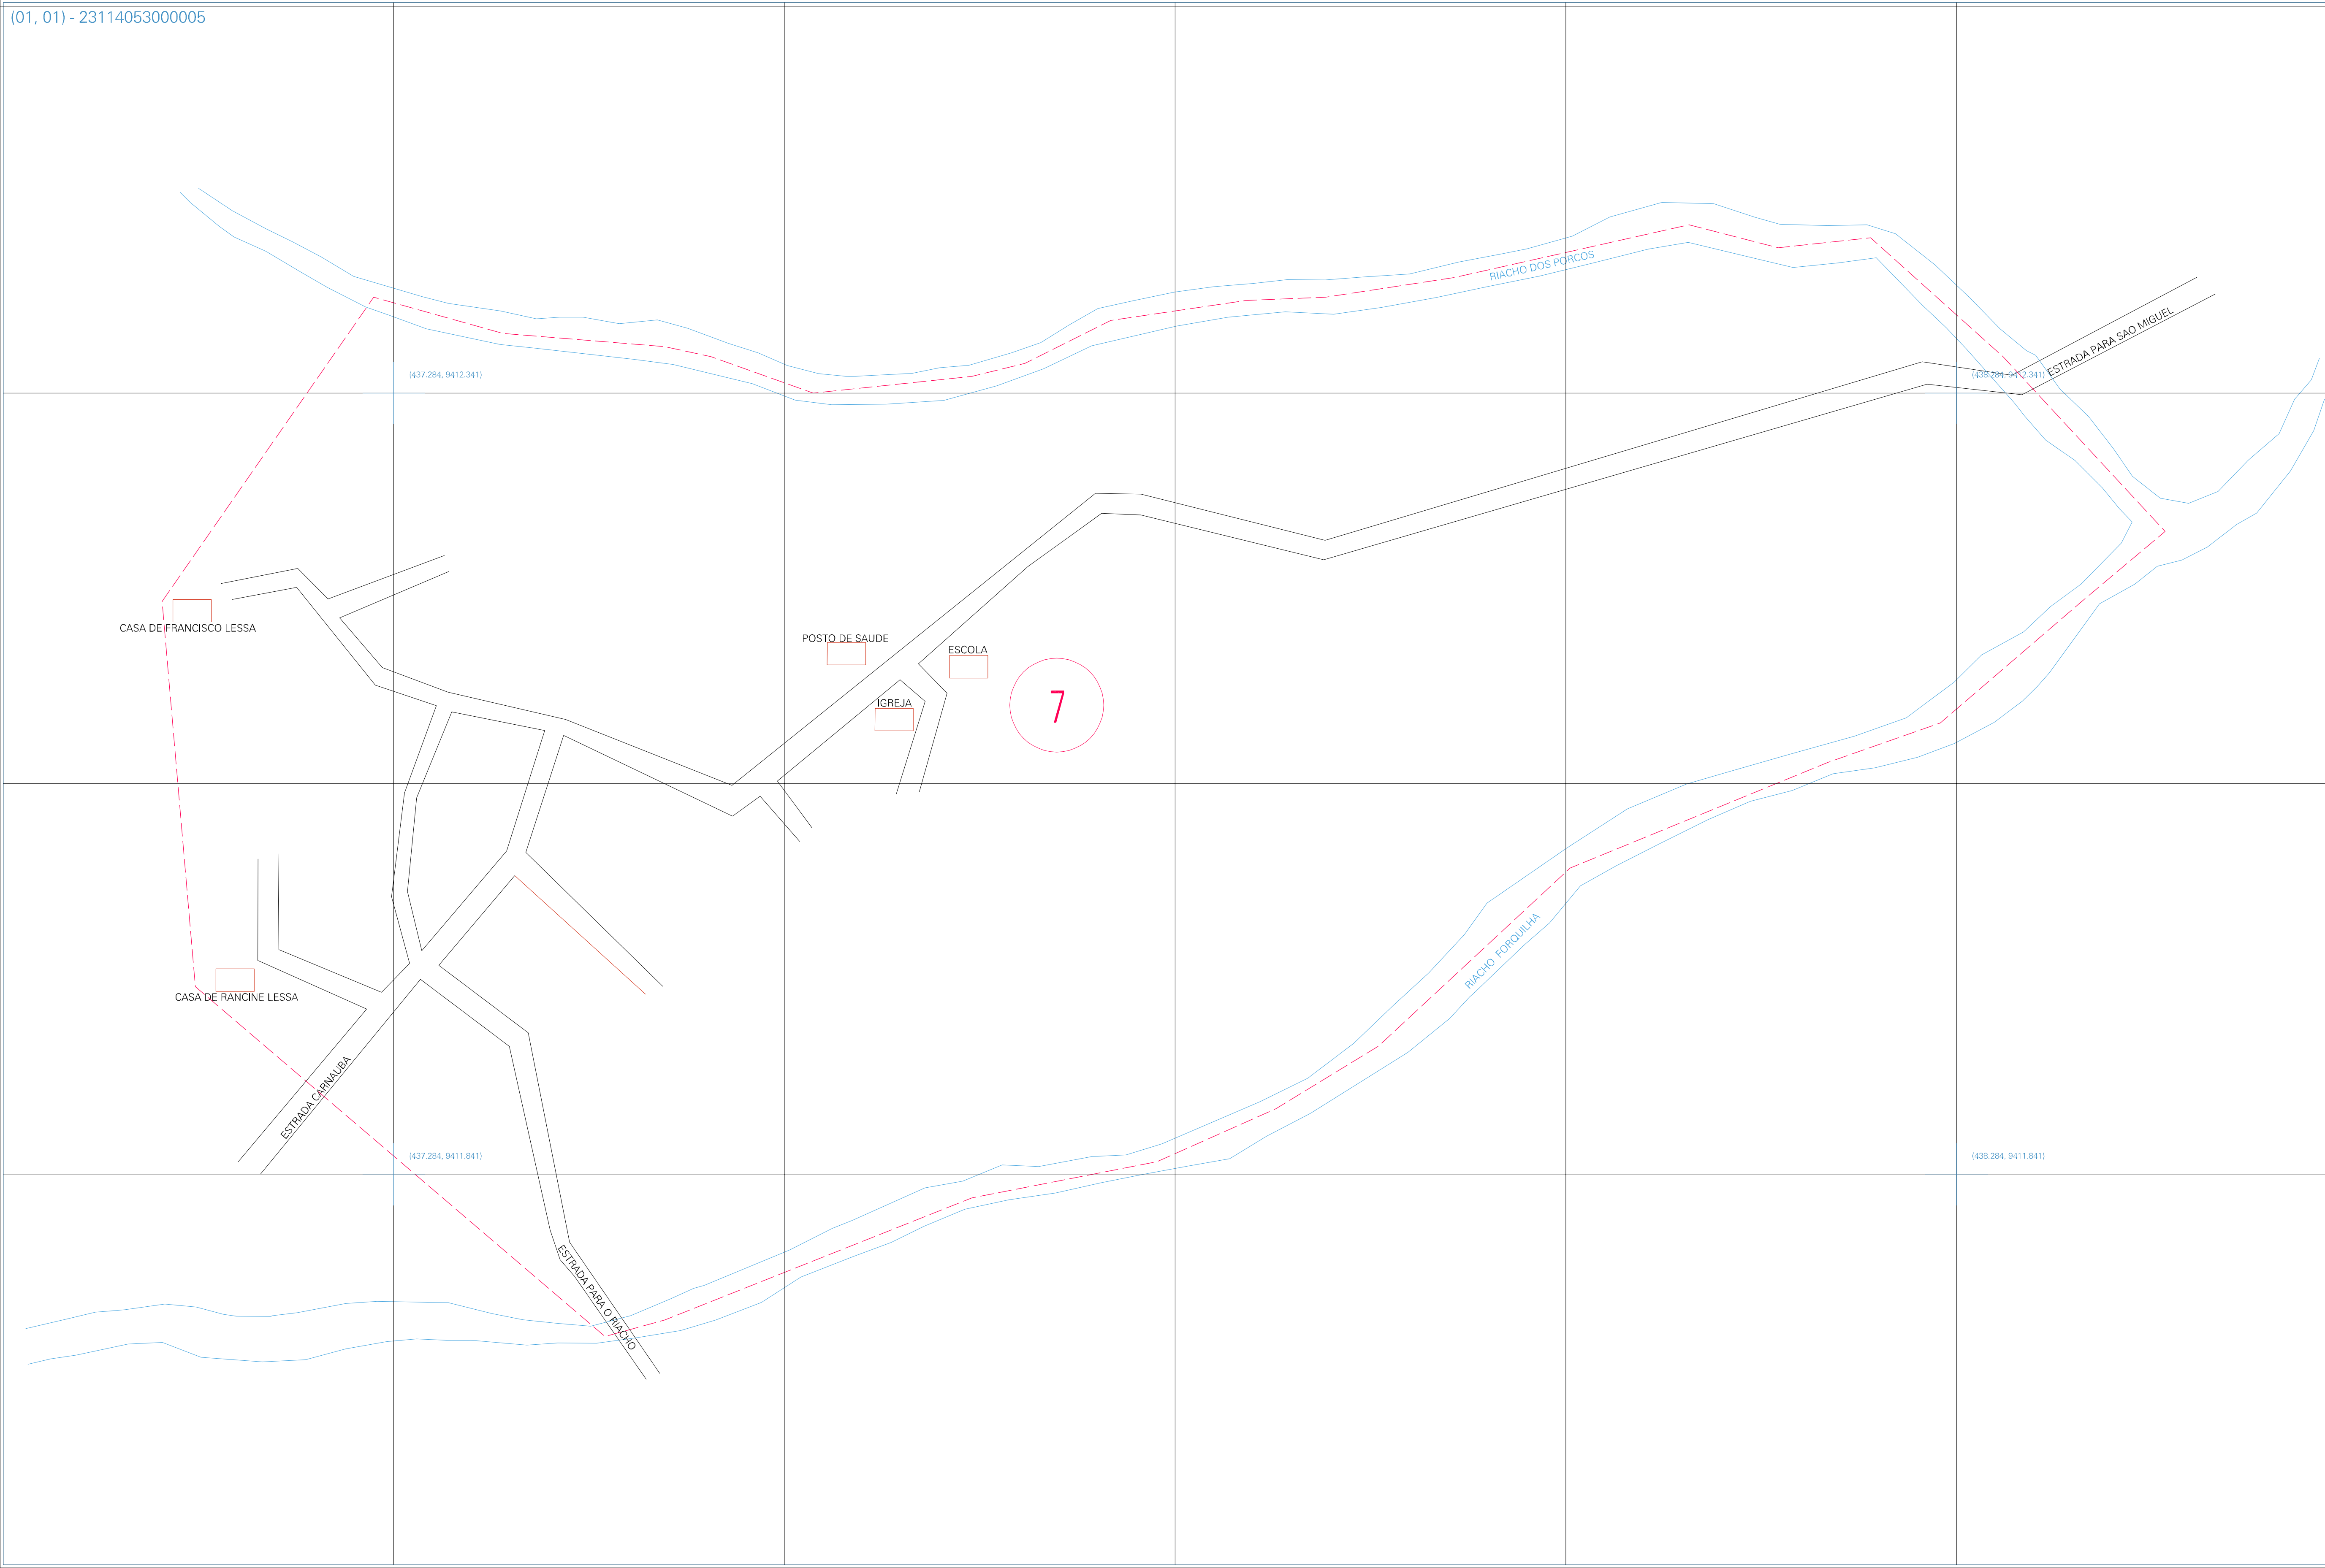 (01, 01) - 23114053000005
RIACHO DOS PORCOS
ESTRADA PARA SAO MIGUEL
(437.284, 9412.341)
(438.284, 9412.341)
CASA DE FRANCISCO LESSA
POSTO DE SAUDE
ESCOLA
IGREJA
7
RIACHO FORQUILHA
CASA DE RANCINE LESSA
ESTRADA CARNAUBA
(437.284, 9411.841)
(438.284, 9411.841)
ESTRADA PARA O RIACHO